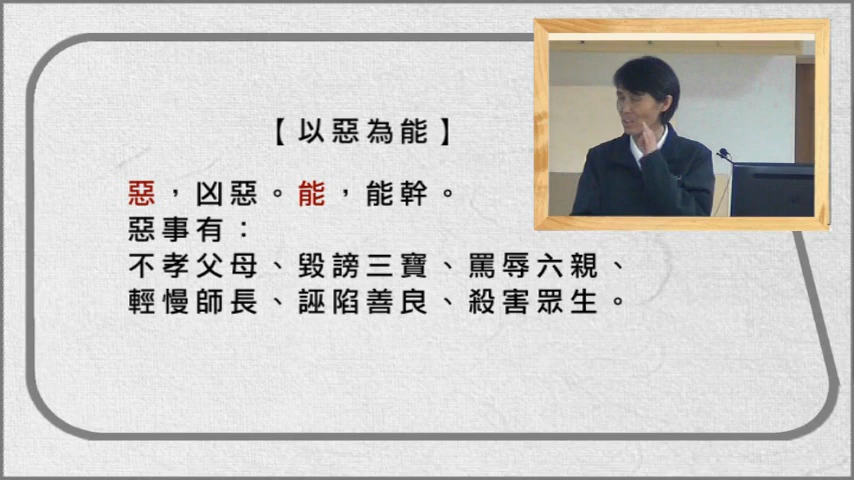 【以惡為能】
惡，凶惡。能，能幹。
惡事有：
不孝父母、毀謗三寶、罵辱六親、
輕慢師長、誣陷善良、殺害眾生。